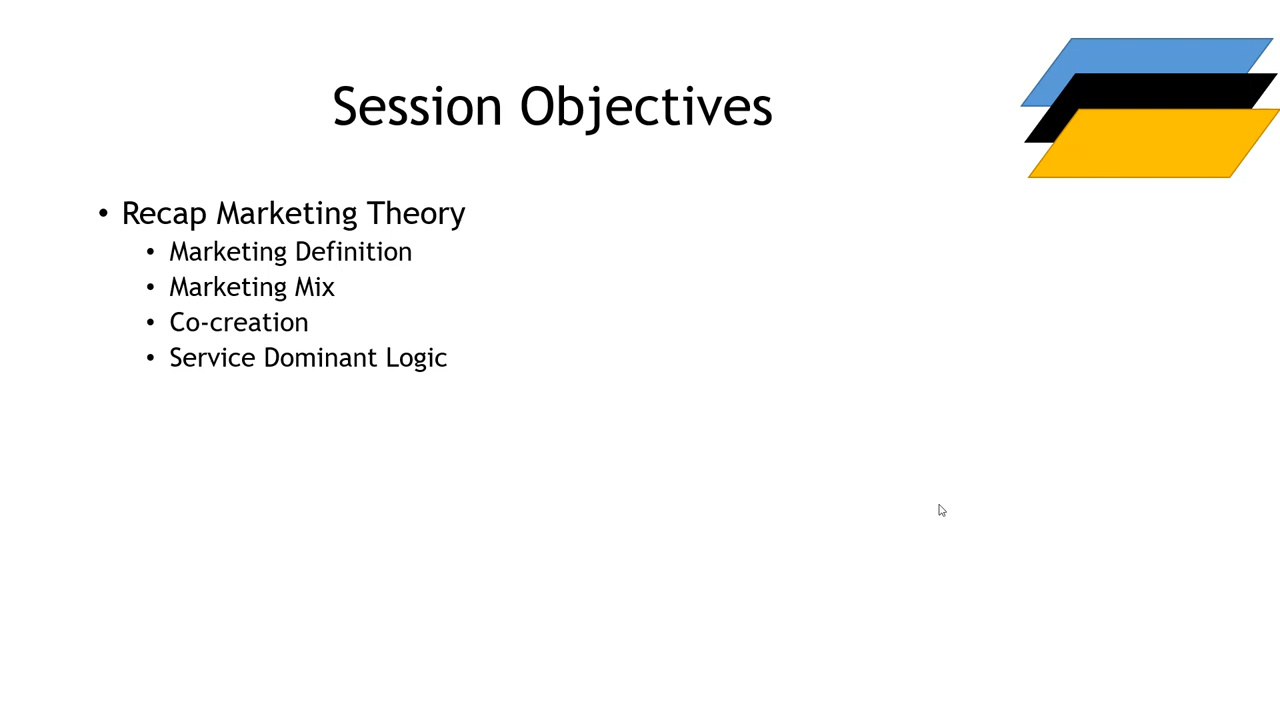 Session Objectives
• Recap Marketing Theory
• Marketing Definition
• Marketing Mix
• Co-creation
• Service Dominant Logic